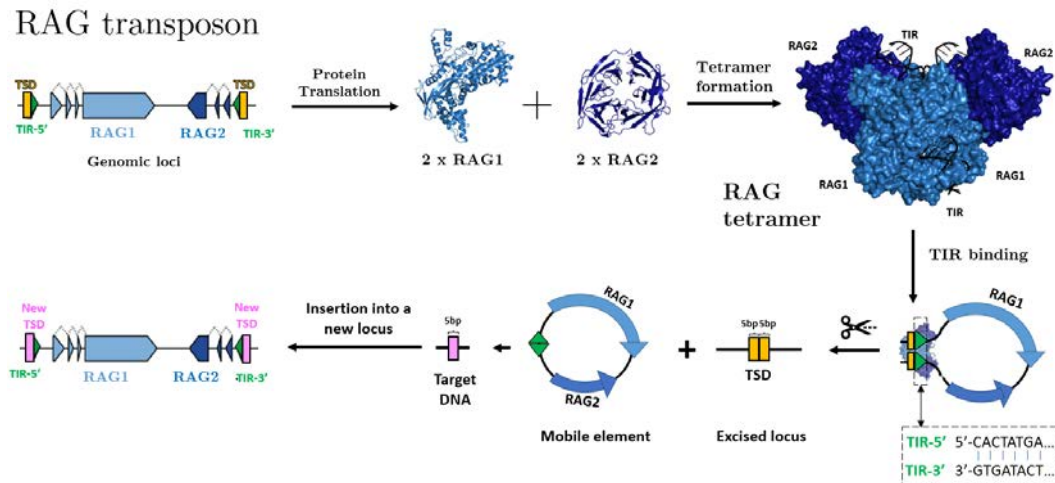 RAG transposon
TSD
TSD
TIR-5'
RAG1
RAG2
TIR-3'
Genomic loci
Protein
Translation
2 x RAG1
2 x RAG2
Tetramer
formation
RAG2
TIR
RAG2
RAG1
RAG1
TIR
RAG
tetramer
TIR binding
RAG1
RAG2
TIR-5' 5'-CACTATGA...
TIR-3' 3'-GTGATACT...
5bp 5bp
TSD
Excised locus
RAG1
RAG2
Mobile element
5bp
Target
DNA
Insertion into a
new locus
New
TSD
New
TSD
TIR-5'
RAG1
RAG2
TIR-3'